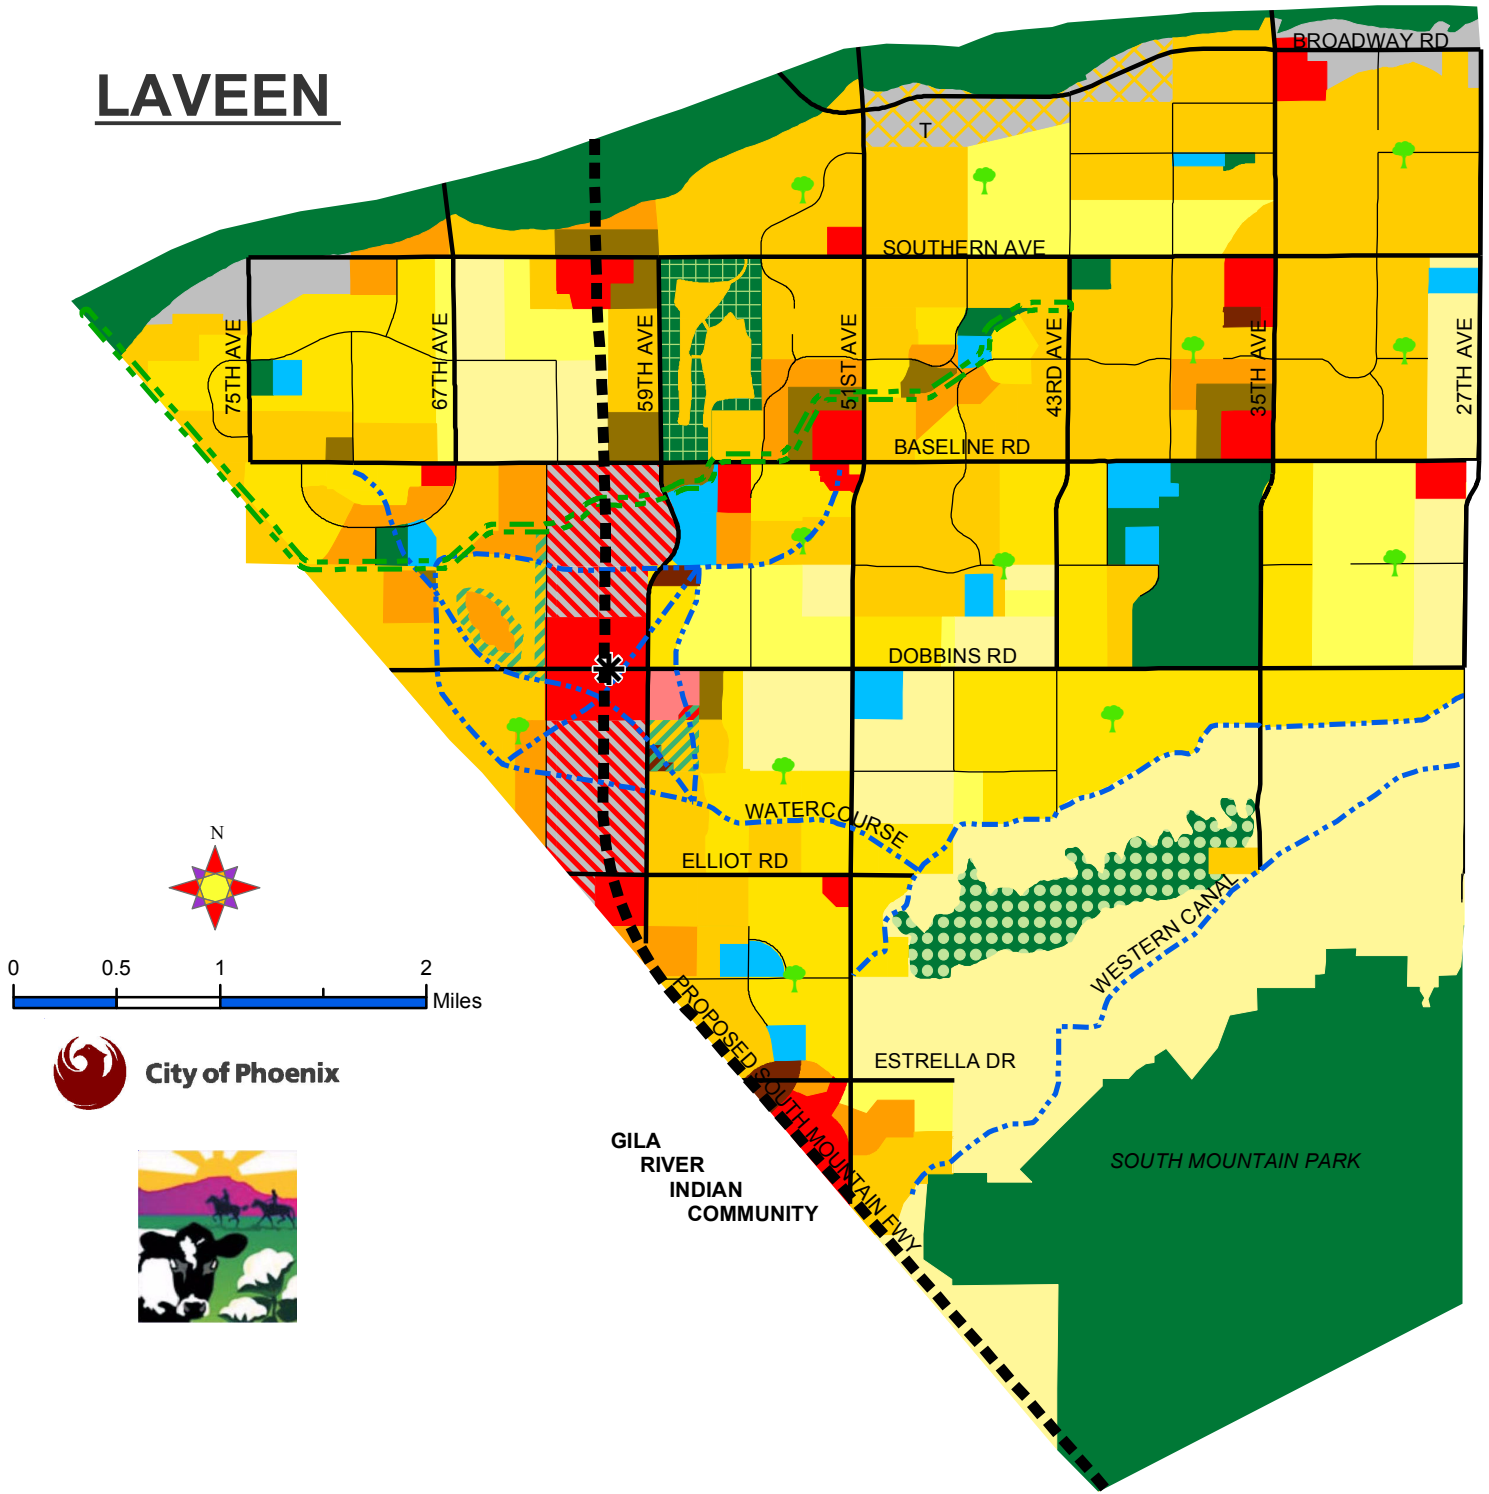 LAVEEN
BROADWAY RD
T
SOUTHERN AVE
75TH AVE
67TH AVE
59TH AVE
51ST AVE
43RD AVE
35TH AVE
27TH AVE
BASELINE RD
DOBBINS RD
WATERCOURSE
ELLIOT RD
WESTERN CANAL
N
0 0.5 1 2
Miles
PROPOSED SOUTH MOUNTAIN FWY
City of Phoenix
ESTRELLA DR
GILA
RIVER
INDIAN
COMMUNITY
SOUTH MOUNTAIN PARK